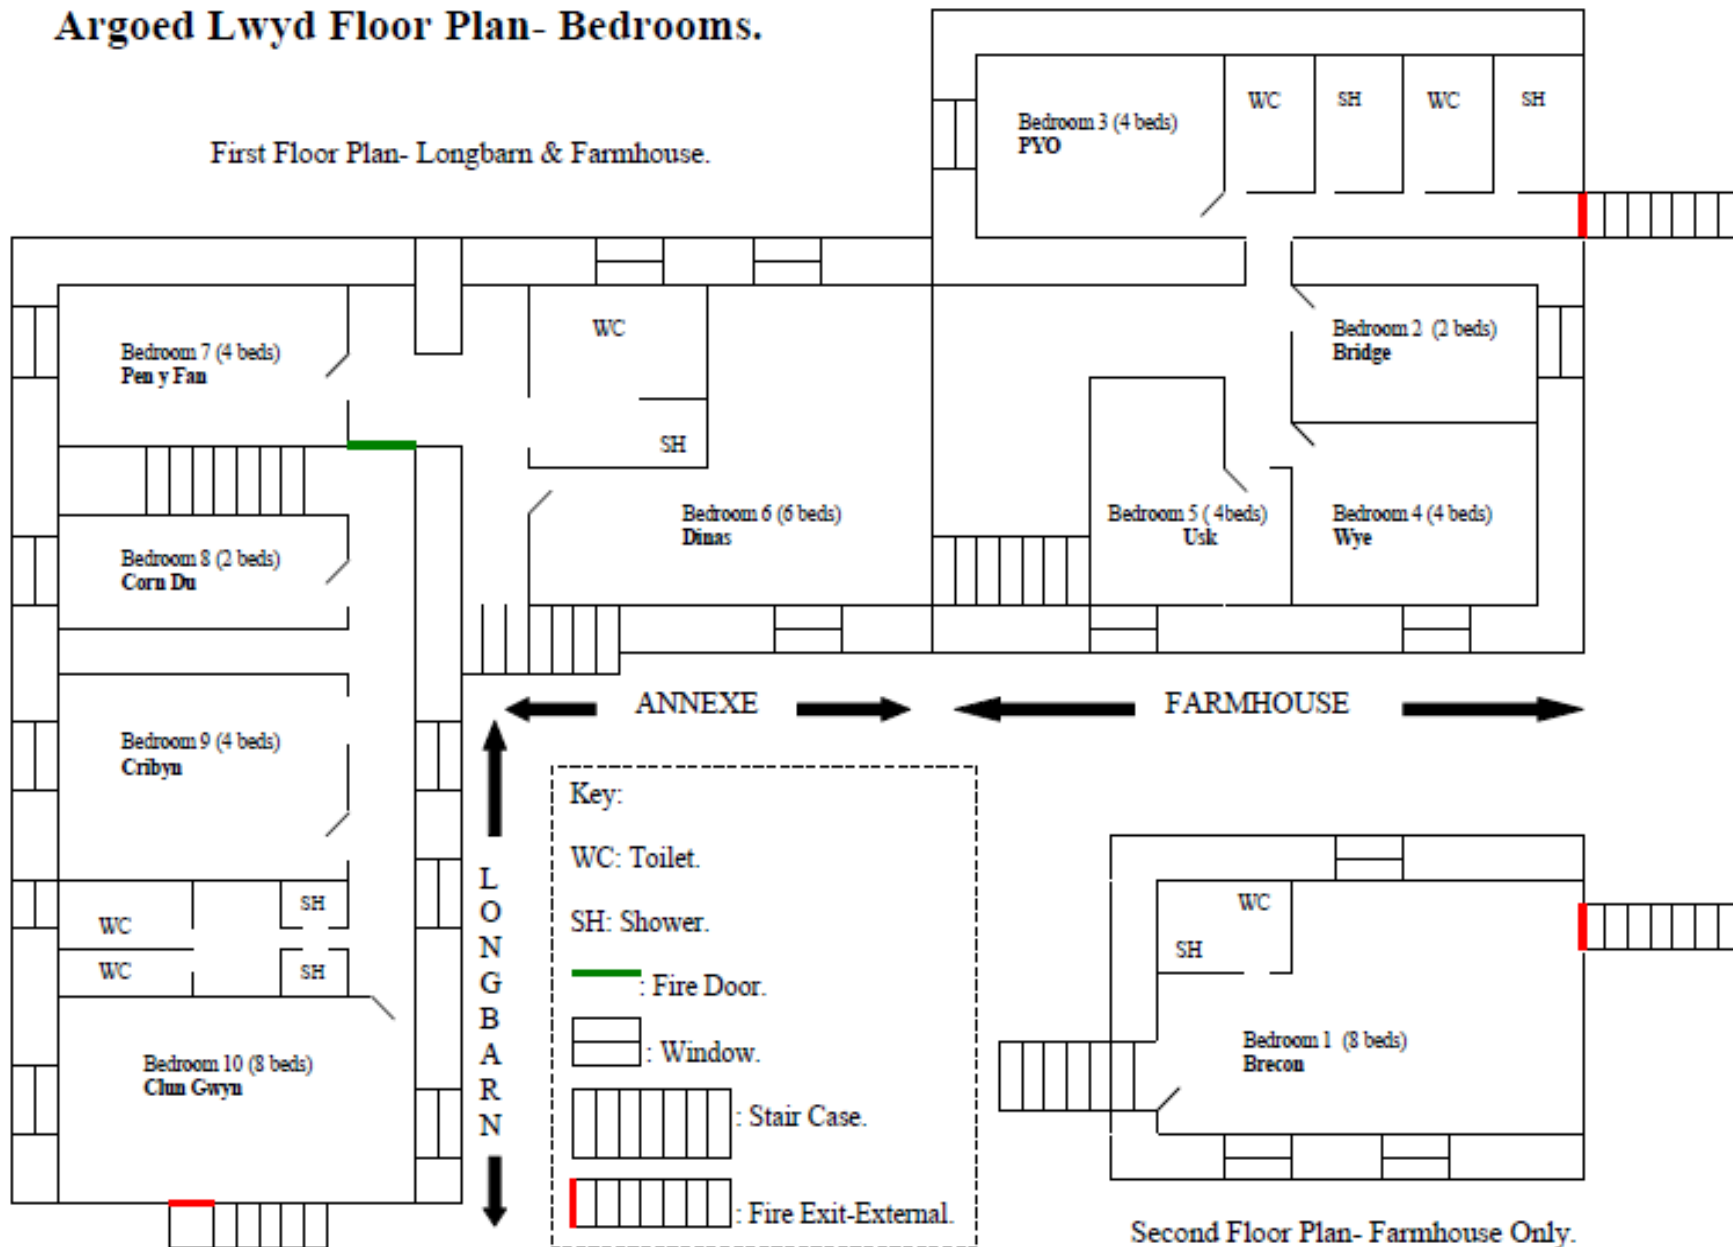 Argoed Lwyd Floor Plan- Bedrooms.
First Floor Plan- Longbarn & Farmhouse.
Bedroom 3 (4 beds)
PYO
WC
SH
WC
SH
Bedroom 7 (4 beds)
Pen y Fan
WC
SH
Bedroom 2  (2 beds)
Bridge
Bedroom 6 (6 beds)
Dinas
Bedroom 5 ( 4beds)
Usk
Bedroom 4 (4 beds)
Wye
Bedroom 8 (2 beds)
Corn Du
ANNEXE
FARMHOUSE
Bedroom 9 (4 beds)
Cribyn
WC
SH
WC
SH
Bedroom 10 (8 beds)
Clun Gwyn
LONGBARN
Key:
WC: Toilet.
SH: Shower.
: Fire Door.
: Window.
: Stair Case.
: Fire Exit-External.
WC
SH
Bedroom 1  (8 beds)
Brecon
Second Floor Plan- Farmhouse Only.